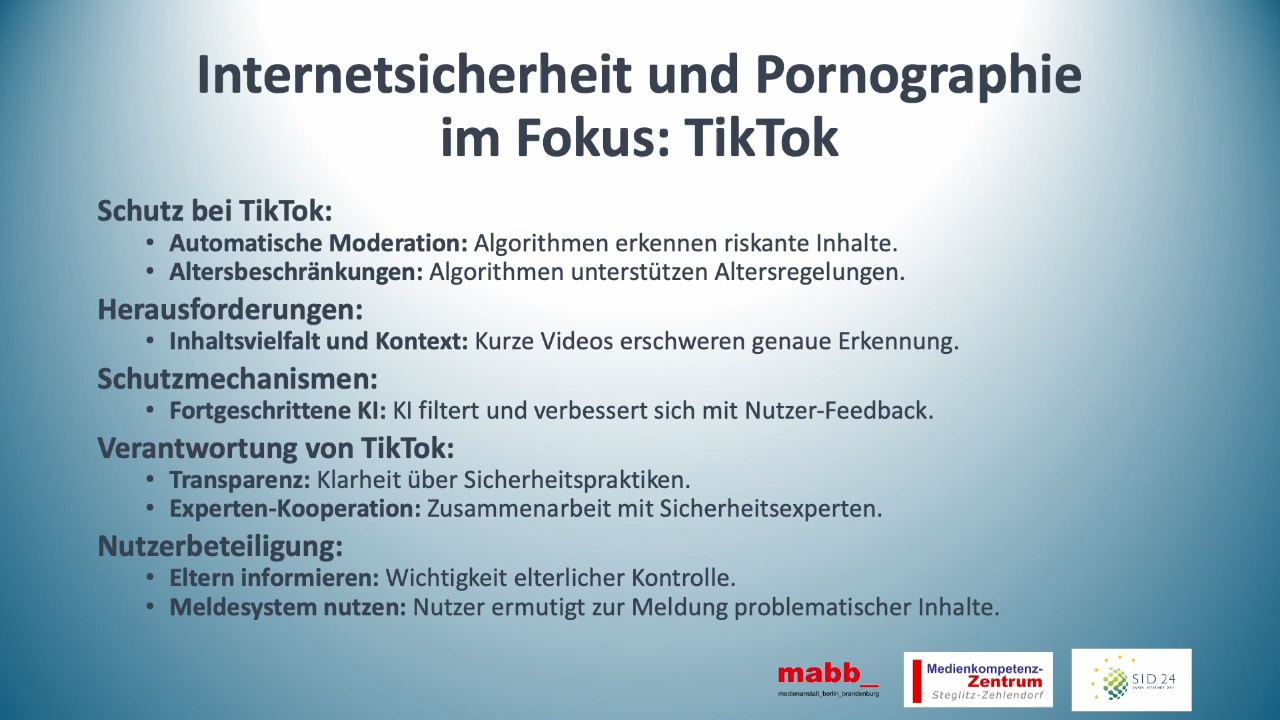 Internetsicherheit und Pornographie
im Fokus: TikTok
Schutz bei TikTok:
• Automatische Moderation: Algorithmen erkennen riskante Inhalte.
• Altersbeschränkungen: Algorithmen unterstützen Altersregelungen.
Herausforderungen:
• Inhaltsvielfalt und Kontext: Kurze Videos erschweren genaue Erkennung.
Schutzmechanismen:
• Fortgeschrittene KI: KI filtert und verbessert sich mit Nutzer-Feedback.
Verantwortung von TikTok:
• Transparenz: Klarheit über Sicherheitspraktiken.
• Experten-Kooperation: Zusammenarbeit mit Sicherheitsexperten.
Nutzerbeteiligung:
• Eltern informieren: Wichtigkeit elterlicher Kontrolle.
• Meldesystem nutzen: Nutzer ermutigt zur Meldung problematischer Inhalte.
mabb_
medienanstalt_berlin_brandenburg
Medienkompetenz-
Zentrum
Steglitz-Zehlendorf
SID 24
SAFER INTERNET DAY